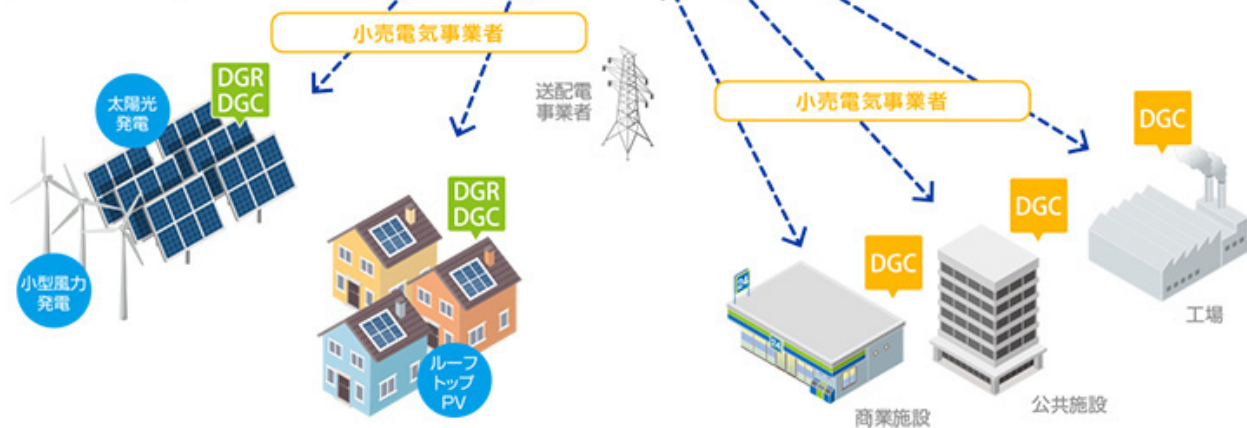 小売電気事業者
DGR
DGC
太陽光
発電
送配電
事業者
小売電気事業者
DGC
DGR
DGC
DGC
小型風力
発電
DGC
24
24
工場
ルーフ
トップ
PV
商業施設
公共施設